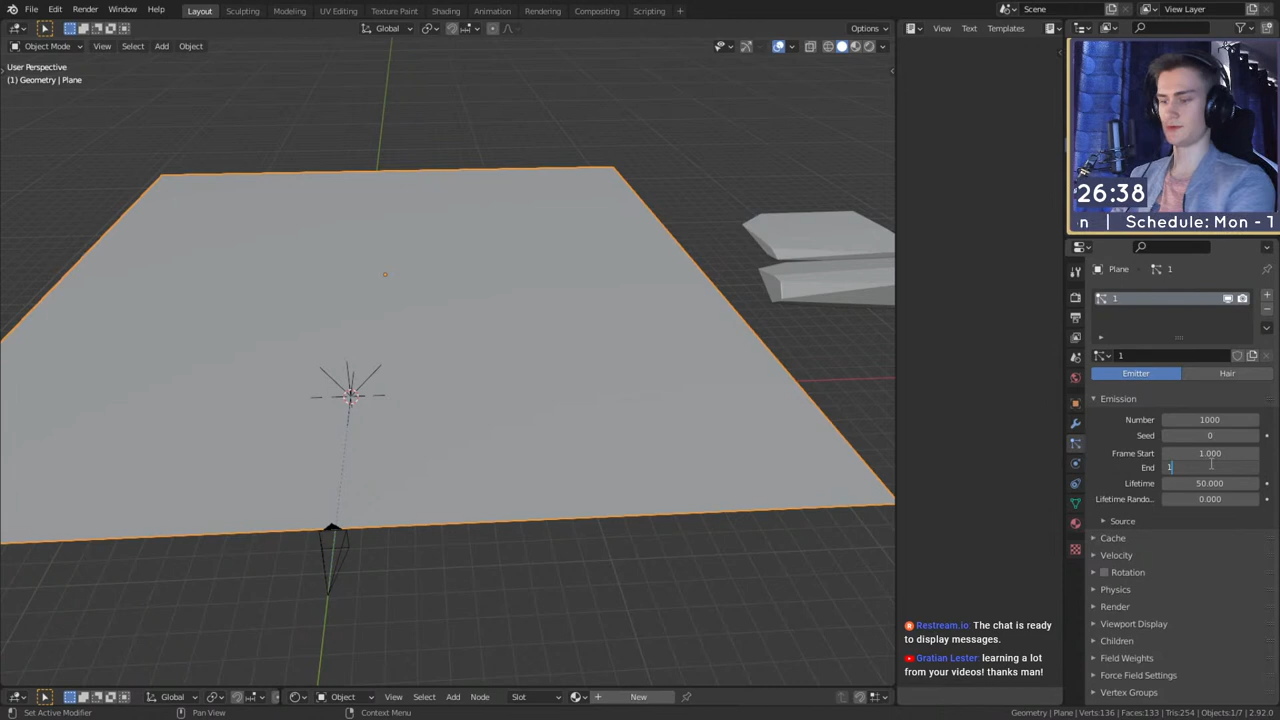 File Edit Render Window Help
Layout Sculpting Modeling UV Editing Texture Paint Shading Animation Rendering Compositing Scripting +
Scene
View Layer
Global
Options
View Text Templates
Object Mode View Select Add Object
User Perspective
(1) Geometry | Plane
26:38
n | Schedule: Mon - T
Plane 1
1
1
Emitter Hair
Emission
Number 1000
Seed 0
Frame Start 1.000
End 1
Lifetime 50.000
Lifetime Rando... 0.000
Source
Cache
Velocity
Rotation
Physics
Render
Viewport Display
Children
Field Weights
Force Field Settings
Vertex Groups
Restream.io: The chat is ready
to display messages.
Gratian Lester: learning a lot
from your videos! thanks man!
Global
Object View Select Add Node Slot New
Set Active Modifier Pan View Context Menu
Geometry | Plane | Verts:136 | Faces:133 | Tris:254 | Objects:1/7 | 2.92.0